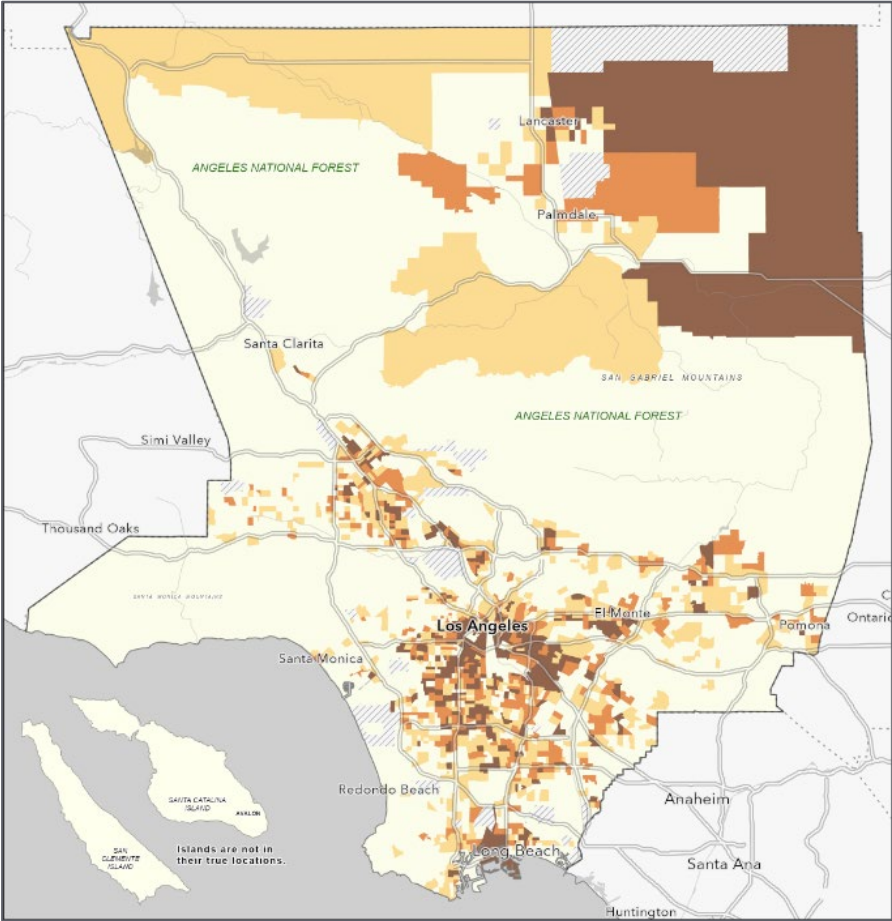 Lancaster
ANGELES NATIONAL FOREST
Palmdale
Santa Clarita
SAN GABRIEL MOUNTAINS
ANGELES NATIONAL FOREST
Simi Valley
Thousand Oaks
SANTA MONICA MOUNTAINS
El Monte
Los Angeles
Pomona
Ontario
Santa Monica
Redondo Beach
Anaheim
SANTA CATALINA
ISLAND
AVALON
Islands are not in
their true locations.
SAN
CLEMENTE
ISLAND
Long Beach
Santa Ana
Huntington